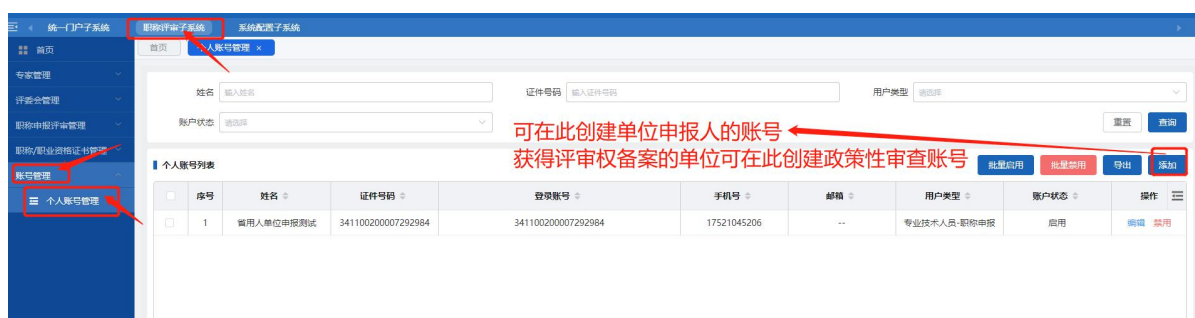 统一门户子系统 职称评审子系统 系统配置子系统
首页 首页 个人账号管理 ×
专家管理
评委会管理
职称申报评审管理
职称/职业资格证书管理
账号管理
个人账号管理
姓名 输入姓名 证件号码 输入证件号码 用户类型 请选择
账户状态 请选择 重置 查询
可在此创建单位申报人的账号
获得评审权备案的单位可在此创建政策性审查账号
个人账号列表 批量启用 批量禁用 导出 添加
序号 姓名 证件号码 登录账号 手机号 邮箱 用户类型 账户状态 操作
1 省用人单位申报测试 341100200007292984 341100200007292984 17521045206 -- 专业技术人员-职称申报 启用 编辑 禁用